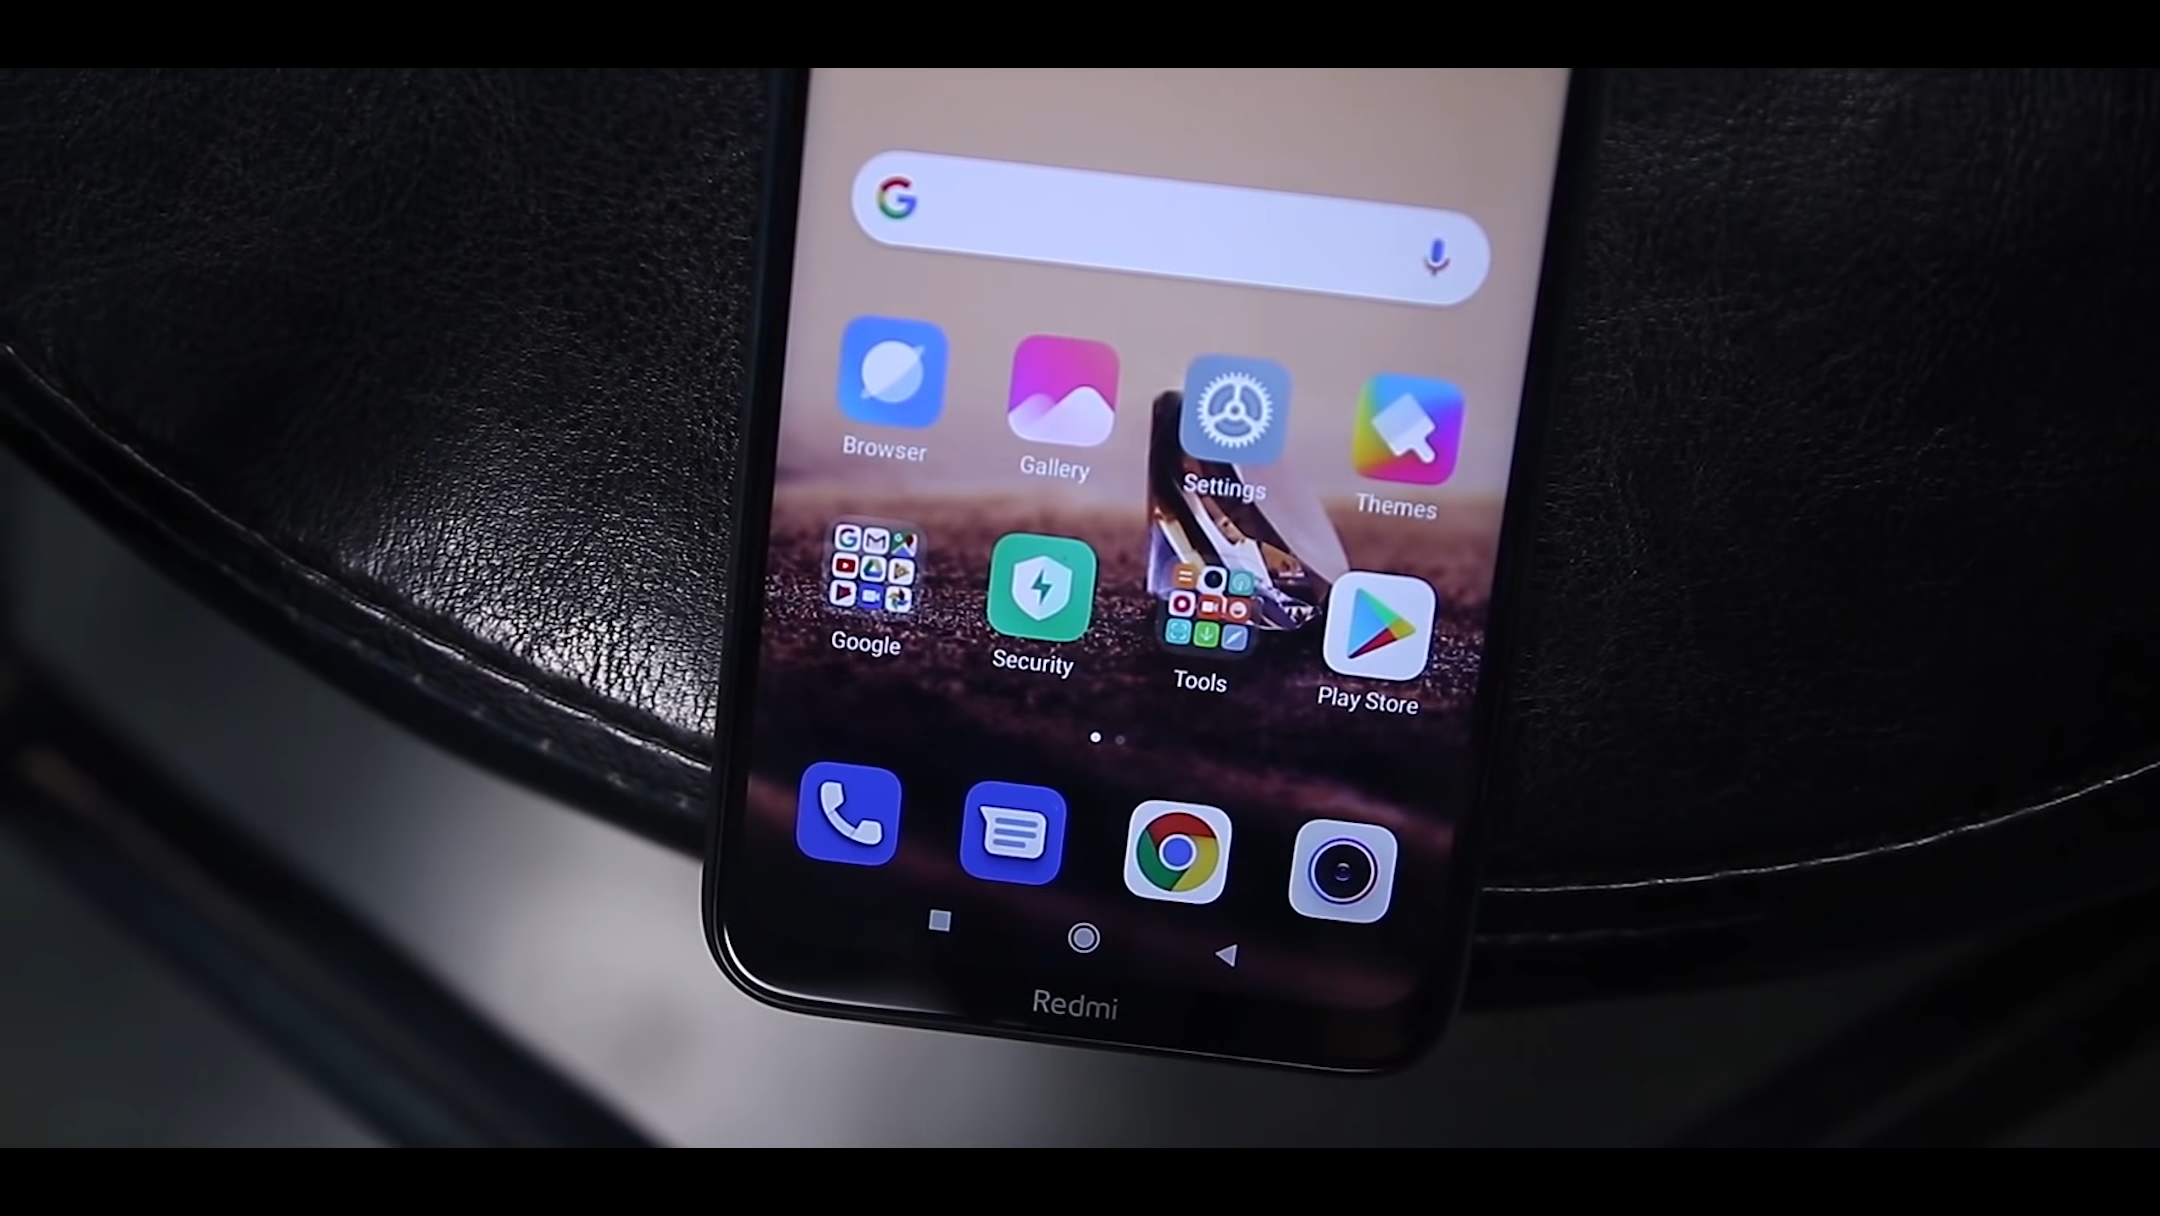 Browser
Gallery
Settings
Themes
Google
Security
Tools
Play Store
Redmi